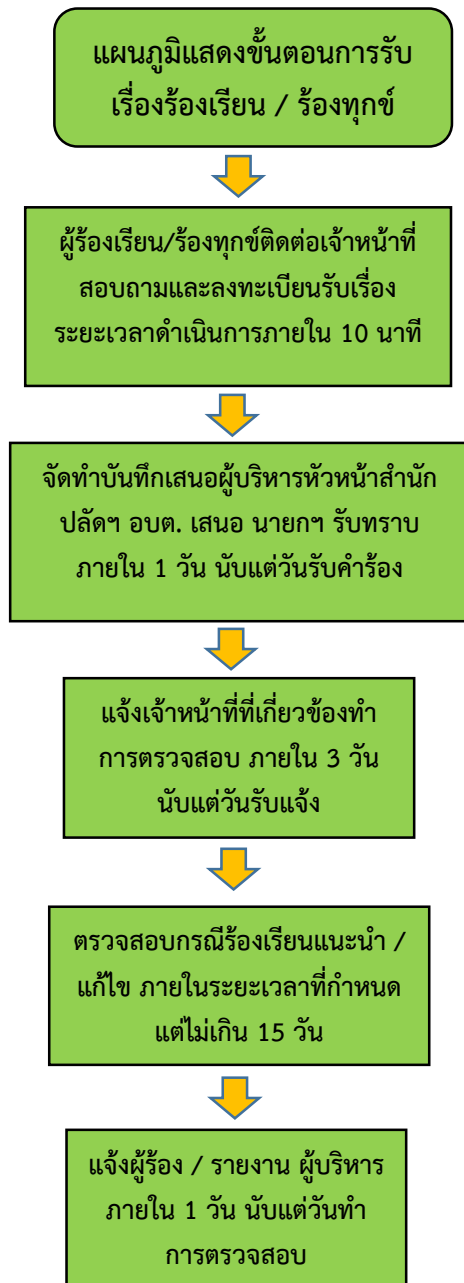 แผนภูมิแสดงขั้นตอนการรับ
เรื่องร้องเรียน / ร้องทุกข์
ผู้ร้องเรียน/ร้องทุกข์ติดต่อเจ้าหน้าที่
สอบถามและลงทะเบียนรับเรื่อง
ระยะเวลาดำเนินการภายใน 10 นาที
จัดทำบันทึกเสนอผู้บริหารหัวหน้าสำนัก
ปลัดฯ อบต. เสนอ นายกฯ รับทราบ
ภายใน 1 วัน นับแต่วันรับคำร้อง
แจ้งเจ้าหน้าที่ที่เกี่ยวข้องทำ
การตรวจสอบ ภายใน 3 วัน
นับแต่วันรับแจ้ง
ตรวจสอบกรณีร้องเรียนแนะนำ /
แก้ไข ภายในระยะเวลาที่กำหนด
แต่ไม่เกิน 15 วัน
แจ้งผู้ร้อง / รายงาน ผู้บริหาร
ภายใน 1 วัน นับแต่วันทำ
การตรวจสอบ